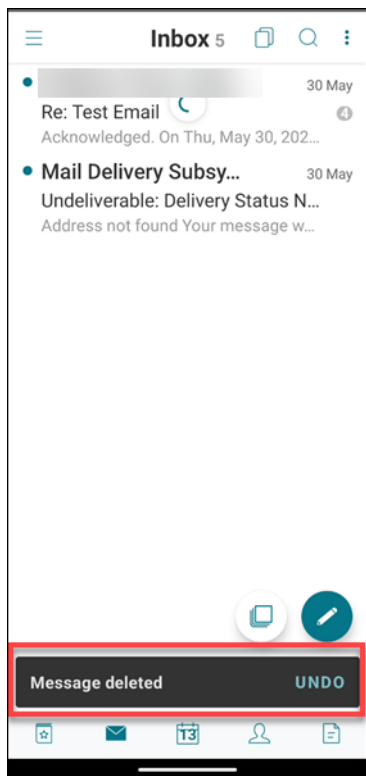 Inbox 5
30 May
Re: Test Email
4
Acknowledged. On Thu, May 30, 202...
Mail Delivery Subsy...
30 May
Undeliverable: Delivery Status N...
Address not found Your message w...
Message deleted
UNDO
13